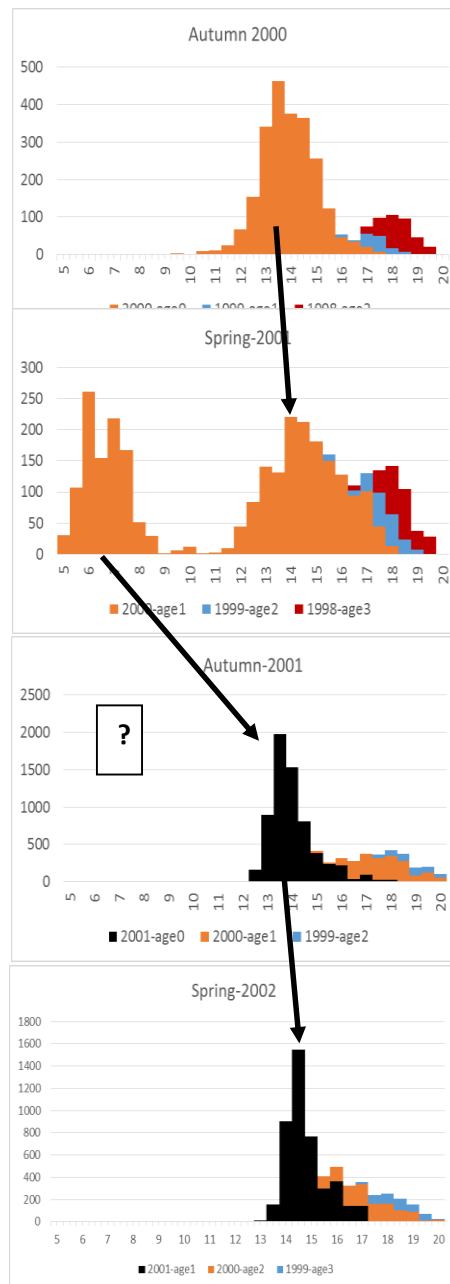 Autumn 2000
500
400
300
200
100
0
5 6 7 8 9 10 11 12 13 14 15 16 17 18 19 20
2000-age0 1999-age1 1998-age2
Spring-2001
300
250
200
150
100
50
0
5 6 7 8 9 10 11 12 13 14 15 16 17 18 19 20
2000-age1 1999-age2 1998-age3
Autumn-2001
2500
2000
1500
1000
500
0
?
5 6 7 8 9 10 11 12 13 14 15 16 17 18 19 20
2001-age0 2000-age1 1999-age2
Spring-2002
1800
1600
1400
1200
1000
800
600
400
200
0
5 6 7 8 9 10 11 12 13 14 15 16 17 18 19 20
2001-age1 2000-age2 1999-age3